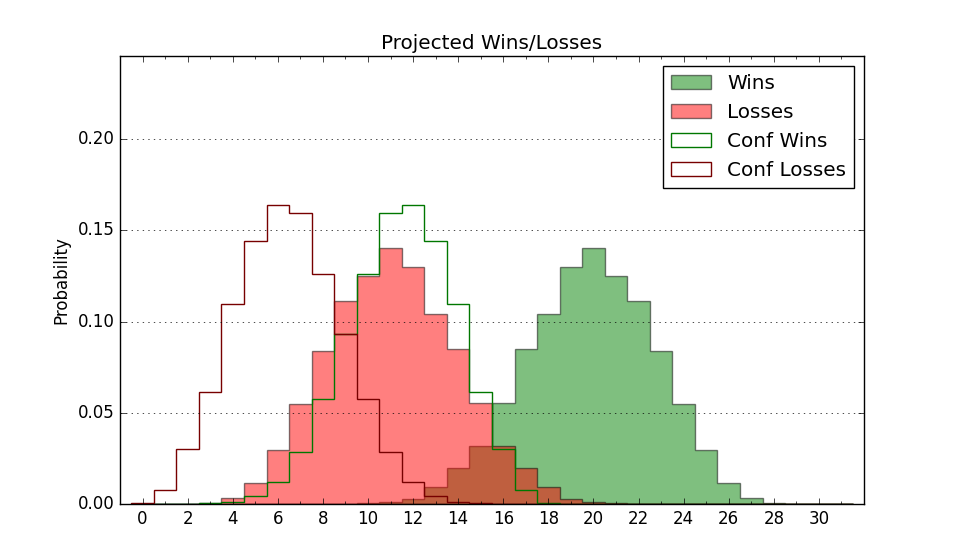 Projected Wins/Losses
Wins
Losses
Conf Wins
Conf Losses
Probability
0.20
0.15
0.10
0.05
0.00
0 2 4 6 8 10 12 14 16 18 20 22 24 26 28 30